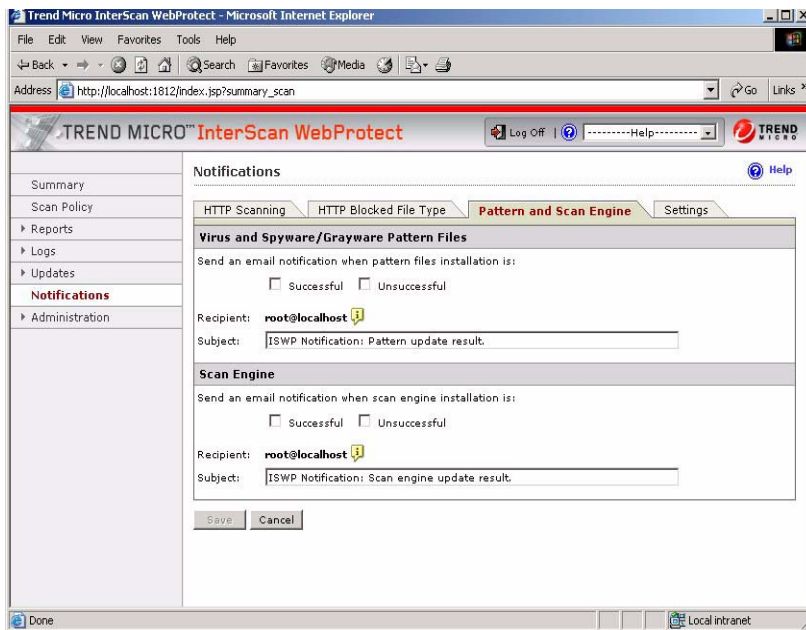 Trend Micro InterScan WebProtect - Microsoft Internet Explorer
File Edit View Favorites Tools Help
Back Search Favorites Media
Address http://localhost:1812/index.jsp?summary_scan Go Links »
TREND MICRO™ InterScan WebProtect Log Off | ---------Help--------- TREND MICRO
Notifications Help
Summary
Scan Policy
Reports
Logs
Updates
Notifications
Administration
HTTP Scanning HTTP Blocked File Type Pattern and Scan Engine Settings
Virus and Spyware/Grayware Pattern Files
Send an email notification when pattern files installation is:
Successful Unsuccessful
Recipient: root@localhost
Subject: ISWP Notification: Pattern update result.
Scan Engine
Send an email notification when scan engine installation is:
Successful Unsuccessful
Recipient: root@localhost
Subject: ISWP Notification: Scan engine update result.
Save Cancel
Done Local intranet